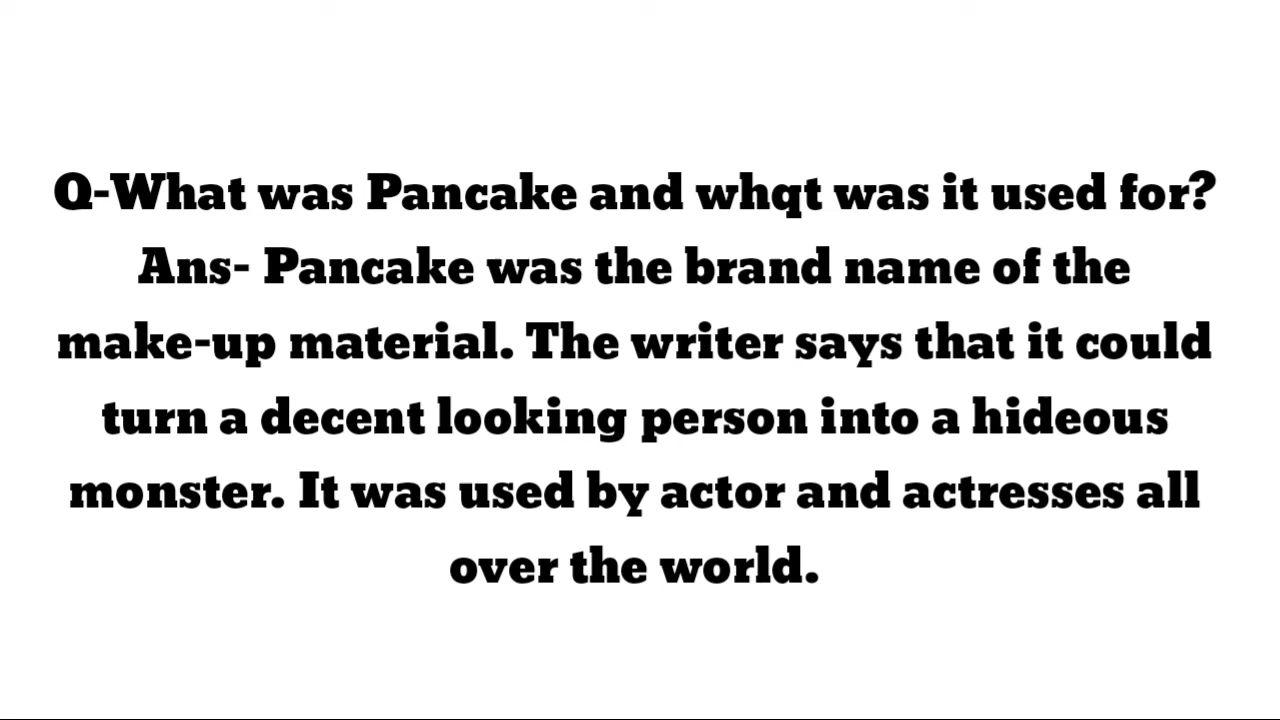 Q-What was Pancake and whqt was it used for?
Ans- Pancake was the brand name of the
make-up material. The writer says that it could
turn a decent looking person into a hideous
monster. It was used by actor and actresses all
over the world.